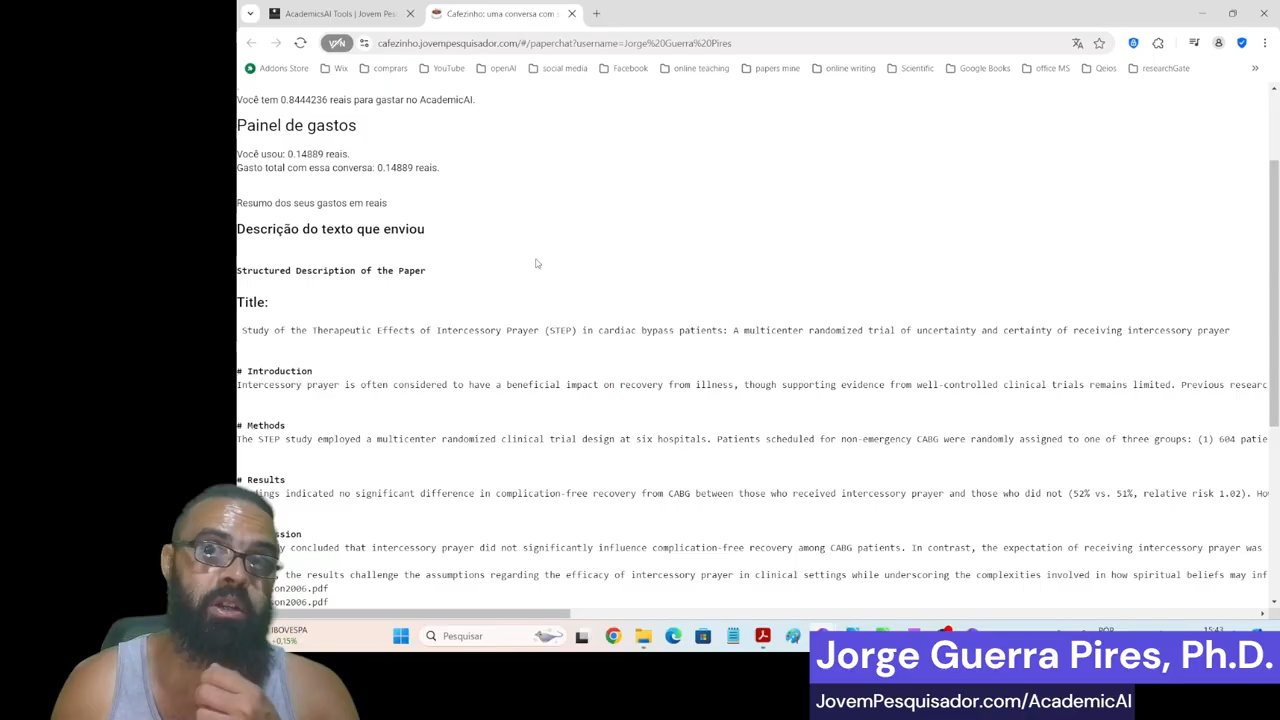 AcademicsAI Tools | Jovem Pes
Cafezinho: uma conversa com
VPN
cafezinho.jovempesquisador.com/#/paperchat?username=Jorge%20Guerra%20Pires
Addons Store
Wix
comprars
YouTube
openAI
social media
Facebook
online teaching
papers mine
online writing
Scientific
Google Books
office MS
Qeios
researchGate
Você tem 0.8444236 reais para gastar no AcademicAI.
Painel de gastos
Você usou: 0.14889 reais.
Gasto total com essa conversa: 0.14889 reais.
Resumo dos seus gastos em reais
Descrição do texto que enviou
Structured Description of the Paper
Title:
Study of the Therapeutic Effects of Intercessory Prayer (STEP) in cardiac bypass patients: A multicenter randomized trial of uncertainty and certainty of receiving intercessory prayer
# Introduction
Intercessory prayer is often considered to have a beneficial impact on recovery from illness, though supporting evidence from well-controlled clinical trials remains limited. Previous researc
# Methods
The STEP study employed a multicenter randomized clinical trial design at six hospitals. Patients scheduled for non-emergency CABG were randomly assigned to one of three groups: (1) 604 patie
# Results
ings indicated no significant difference in complication-free recovery from CABG between those who received intercessory prayer and those who did not (52% vs. 51%, relative risk 1.02). Ho
ssion
concluded that intercessory prayer did not significantly influence complication-free recovery among CABG patients. In contrast, the expectation of receiving intercessory prayer was
, the results challenge the assumptions regarding the efficacy of intercessory prayer in clinical settings while underscoring the complexities involved in how spiritual beliefs may inf
son2006.pdf
son2006.pdf
IBOVESPA
+0,15%
Pesquisar
POR
15:43
Jorge Guerra Pires, Ph.D.
JovemPesquisador.com/AcademicAI